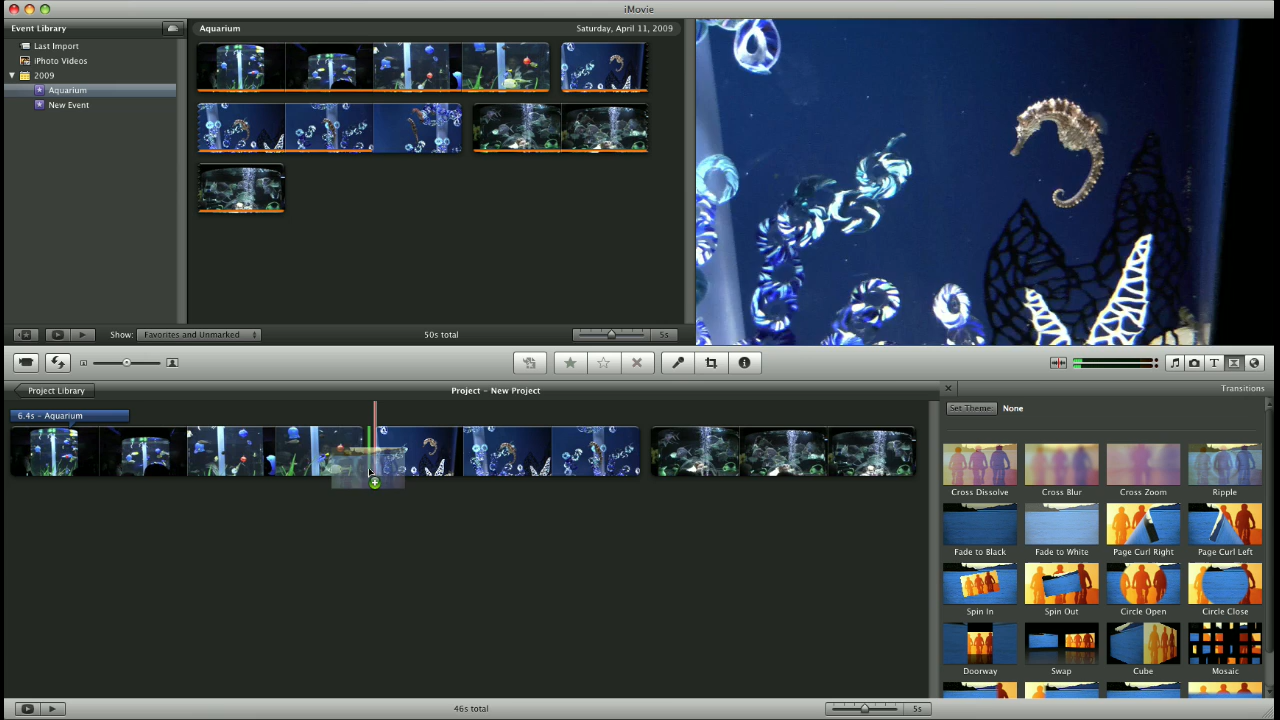 iMovie
Event Library
Last Import
iPhoto Videos
2009
Aquarium
New Event
Aquarium
Saturday, April 11, 2009
Show: Favorites and Unmarked
50s total
5s
Project Library
Project - New Project
6.4s - Aquarium
46s total
5s
Transitions
Set Theme: None
Cross Dissolve
Cross Blur
Cross Zoom
Ripple
Fade to Black
Fade to White
Page Curl Right
Page Curl Left
Spin In
Spin Out
Circle Open
Circle Close
Doorway
Swap
Cube
Mosaic